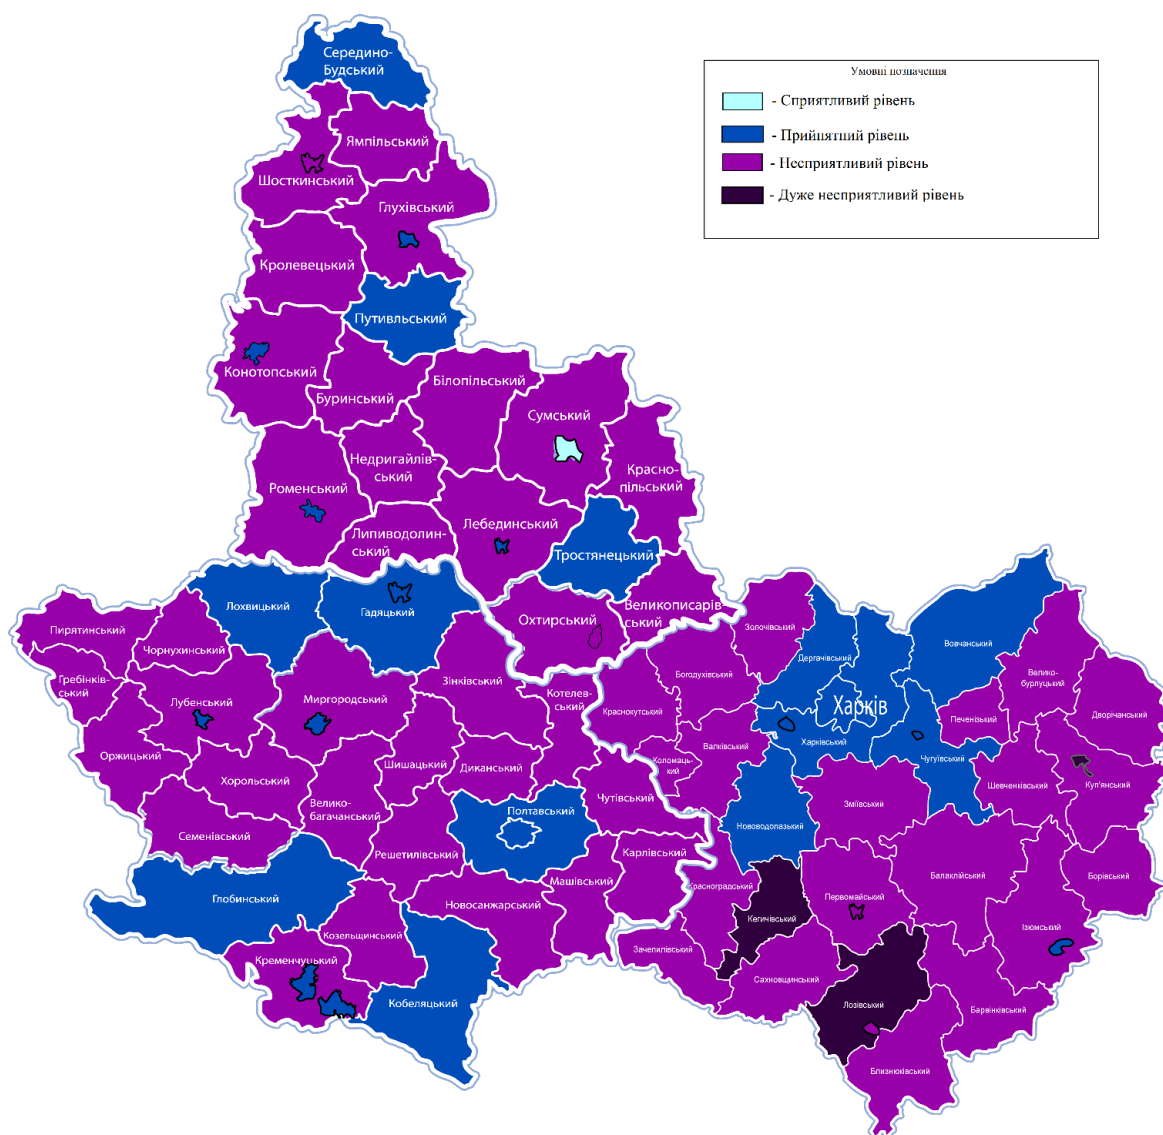 Умовні позначення
- Сприятливий рівень
- Прийнятний рівень
- Несприятливий рівень
- Дуже несприятливий рівень
Середино-
Будський
Ямпільський
Шосткинський
Глухівський
Кролевецький
Путивльський
Конотопський
Буринський
Білопільський
Сумський
Недригайлів-
ський
Красно-
пільський
Роменський
Лебединський
Липиводолин-
ський
Тростянецький
Охтирський
Великописарів-
ський
Лохвицький
Гадяцький
Пирятинський
Чорнухинський
Гребінків-
ський
Лубенський
Миргородський
Зінківський
Котелев-
ський
Оржицький
Хорольський
Шишацький
Диканський
Велико-
багачанський
Семенівський
Решетилівський
Полтавський
Чутівський
Карлівський
Машівський
Глобинський
Новосанжарський
Козельщинський
Кременчуцький
Кобеляцький
Золочівський
Дергачівський
Вовчанський
Богодухівський
Велико-
бурлуцький
Краснокутський
Харків
Печенізький
Дворічанський
Валківський
Харківський
Коломаць-
кий
Чугуївський
Шевченківський
Куп'янський
Зміївський
Нововодолазький
Балаклійський
Борівський
Красноградський
Кегичівський
Первомайський
Ізюмський
Зачепилівський
Сахновщинський
Лозівський
Барвінківський
Близнюківський